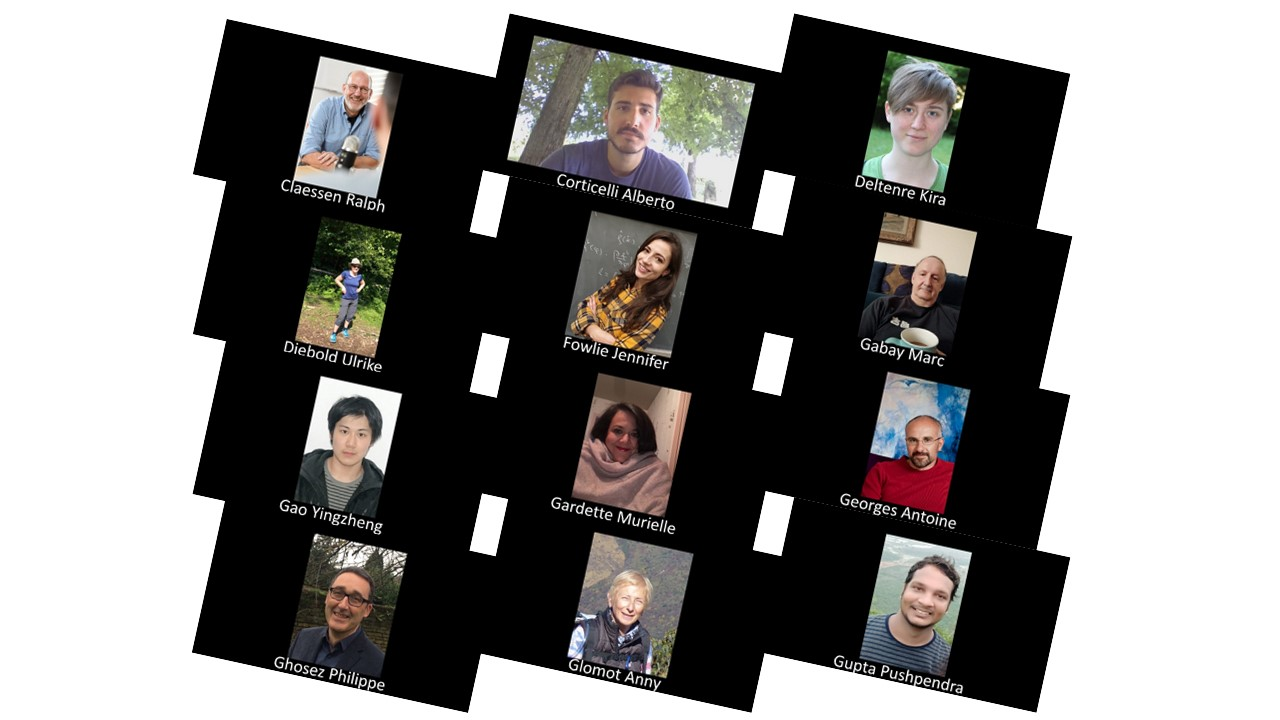 Claessen Ralph
Corticelli Alberto
Deltenre Kira
Diebold Ulrike
Fowlie Jennifer
Gabay Marc
Gao Yingzheng
Gardette Murielle
Georges Antoine
Ghosez Philippe
Glomot Anny
Gupta Pushpendra